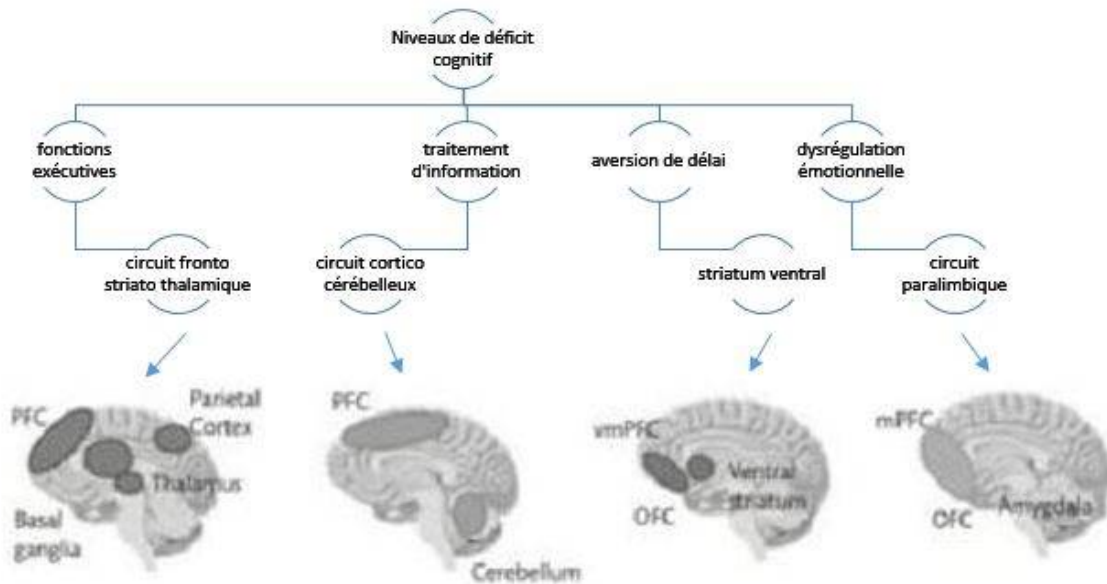 Niveaux de déficit
cognitif
fonctions
exécutives
traitement
d'information
aversion de délai
dysrégulation
émotionnelle
circuit fronto
striato thalamique
circuit cortico
cérébelleux
striatum ventral
circuit
paralimbique
PFC
Parietal
Cortex
Thalamus
Basal
ganglia
PFC
Cerebellum
vmPFC
Ventral
striatum
OFC
mPFC
OFC
Amygdala